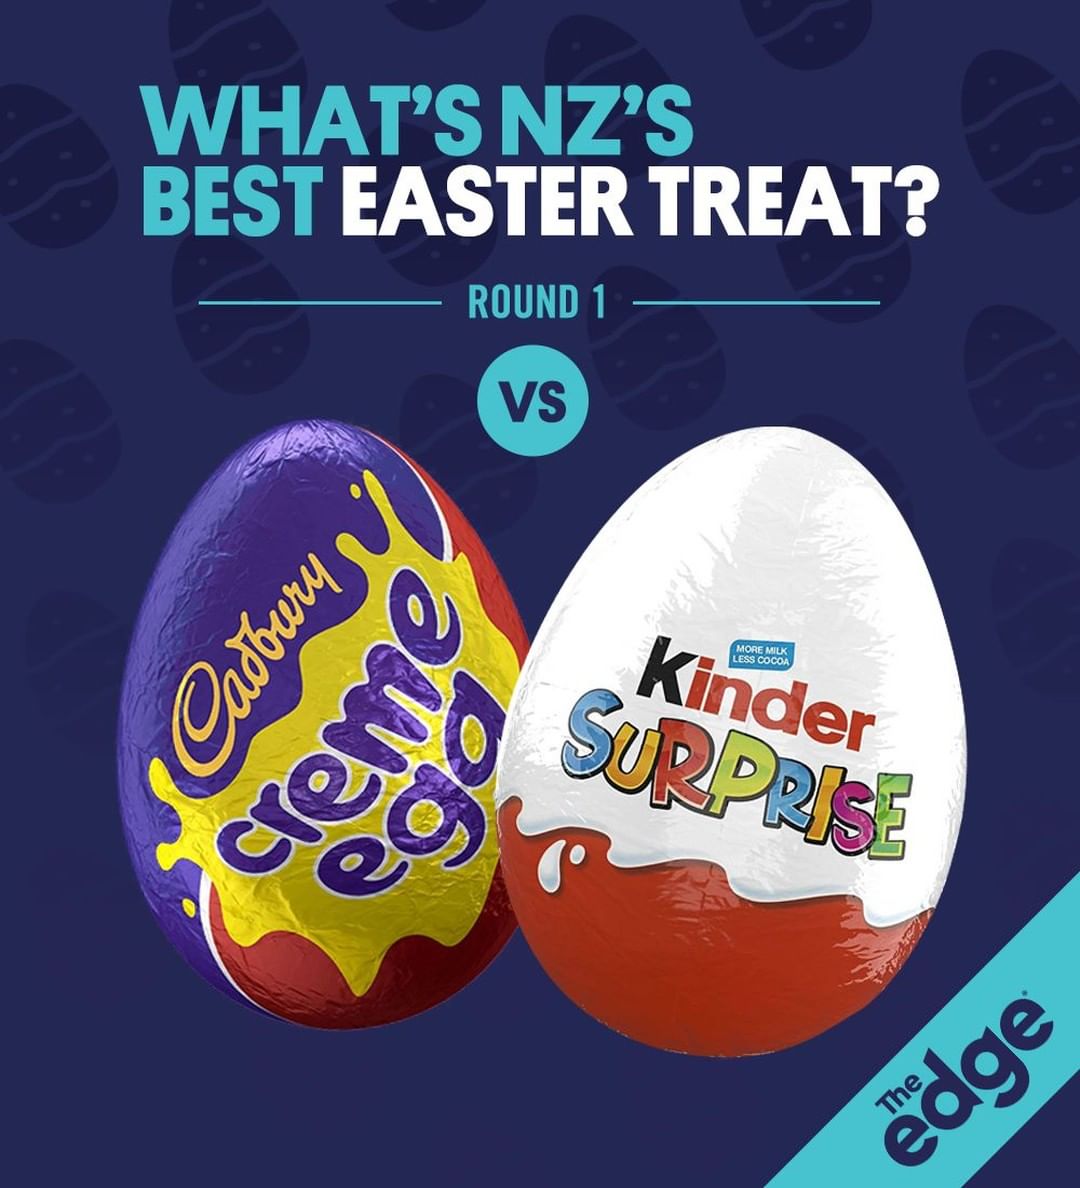 WHAT'S NZ'S
BEST EASTER TREAT?
ROUND 1
VS
Cadbury
creme
egg
MORE MILK
LESS COCOA
Kinder
SURPRISE
The
edge